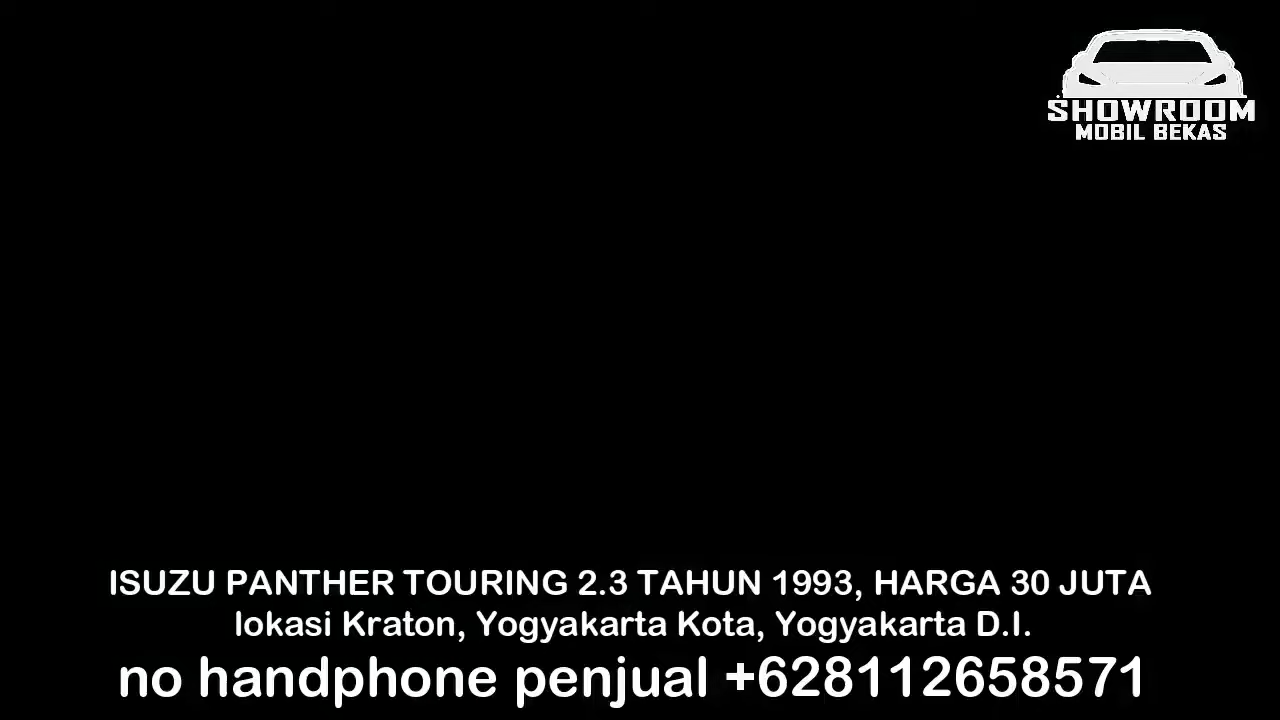 SHOWROOM
MOBIL BEKAS
ISUZU PANTHER TOURING 2.3 TAHUN 1993, HARGA 30 JUTA
lokasi Kraton, Yogyakarta Kota, Yogyakarta D.I.
no handphone penjual +628112658571